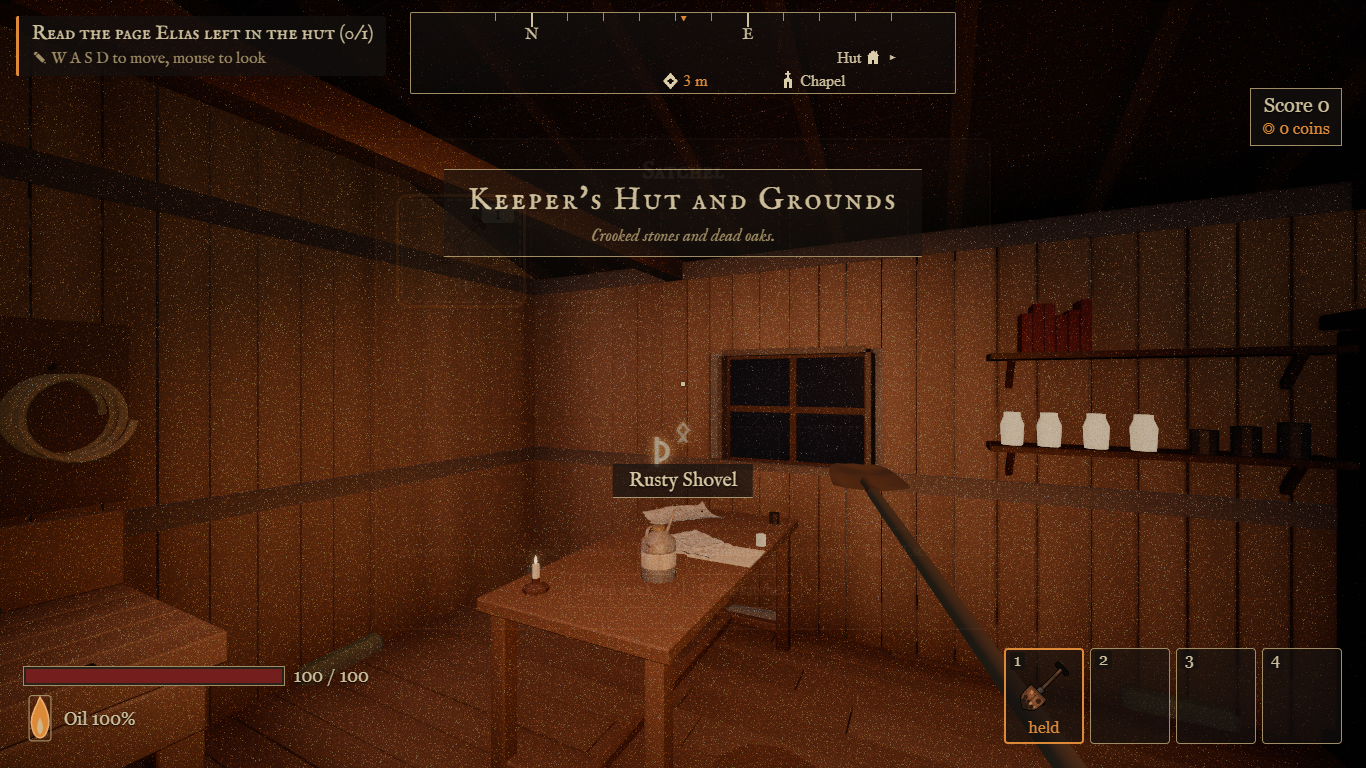 Read the page Elias left in the hut (0/1)
W A S D to move, mouse to look
N
E
Hut
3 m
Chapel
Score 0
0 coins
Satchel
Keeper's Hut and Grounds
Crooked stones and dead oaks.
Rusty Shovel
100 / 100
Oil 100%
1
2
3
4
held